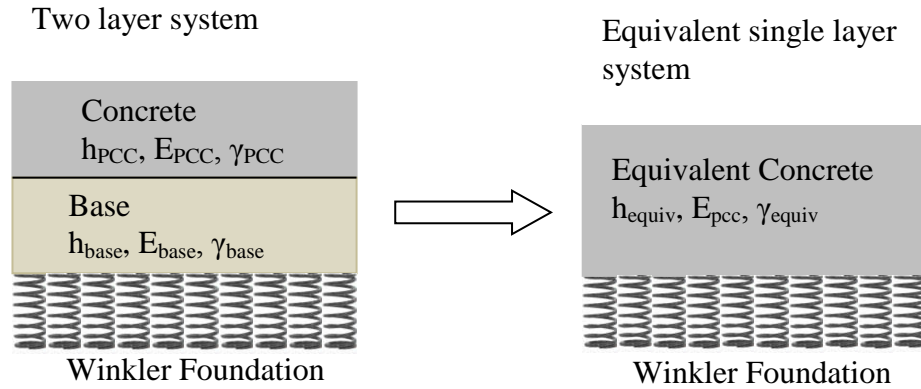 Two layer system
Equivalent single layer
system
Concrete
hPCC, EPCC, γPCC
Base
hbase, Ebase, γbase
Equivalent Concrete
hequiv, Epcc, γequiv
Winkler Foundation
Winkler Foundation